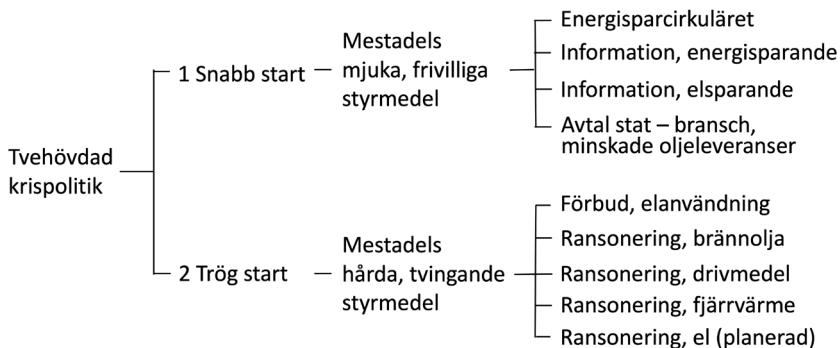 Tvehövdad
krispolitik
1 Snabb start
Mestadels
mjuka, frivilliga
styrmedel
Energisparcirkuläret
Information, energisparande
Information, elsparande
Avtal stat – bransch,
minskade oljeleveranser
2 Trög start
Mestadels
hårda, tvingande
styrmedel
Förbud, elanvändning
Ransonering, brännolja
Ransonering, drivmedel
Ransonering, fjärrvärme
Ransonering, el (planerad)